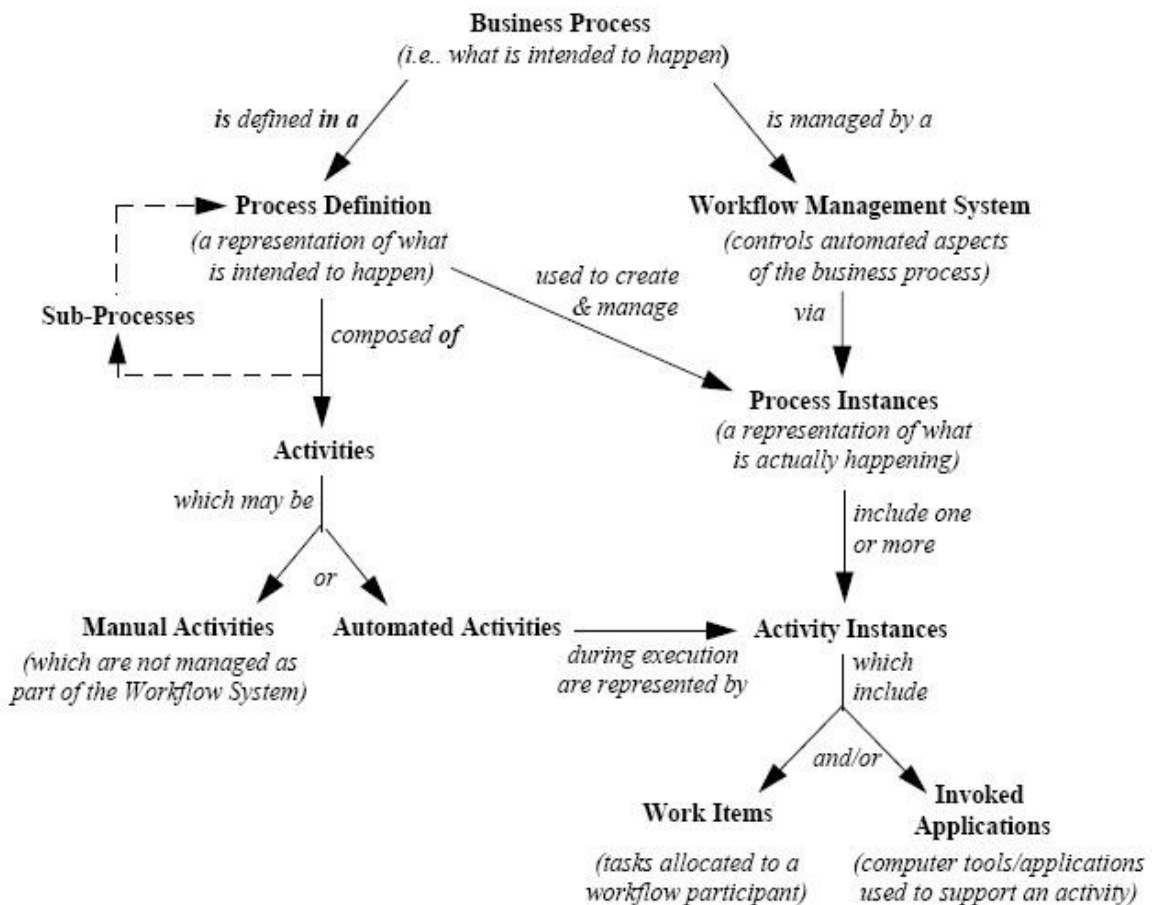 Business Process
(i.e.. what is intended to happen)
is defined in a
is managed by a
Process Definition
(a representation of what
is intended to happen)
Workflow Management System
(controls automated aspects
of the business process)
used to create
& manage
via
Sub-Processes
composed of
Process Instances
(a representation of what
is actually happening)
Activities
which may be
include one
or more
or
Manual Activities
(which are not managed as
part of the Workflow System)
Automated Activities
during execution
are represented by
Activity Instances
which
include
and/or
Work Items
(tasks allocated to a
workflow participant)
Invoked
Applications
(computer tools/applications
used to support an activity)